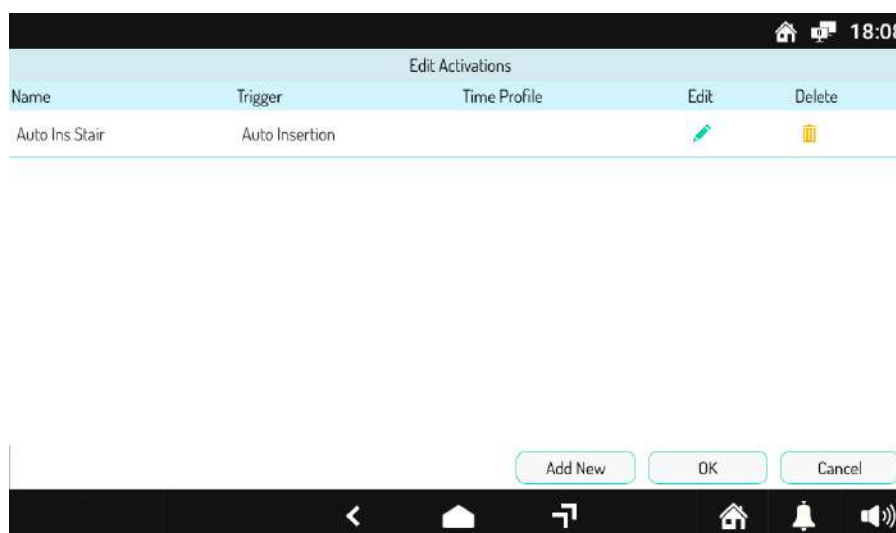 18:08
Edit Activations
Name Trigger Time Profile Edit Delete
Auto Ins Stair Auto Insertion
Add New OK Cancel